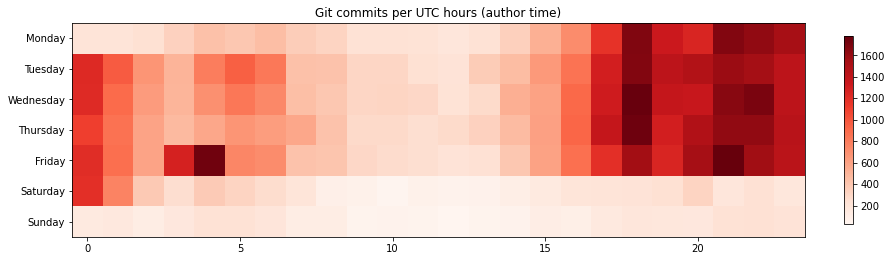 Git commits per UTC hours (author time)
Monday
Tuesday
Wednesday
Thursday
Friday
Saturday
Sunday
0 5 10 15 20
1600
1400
1200
1000
800
600
400
200